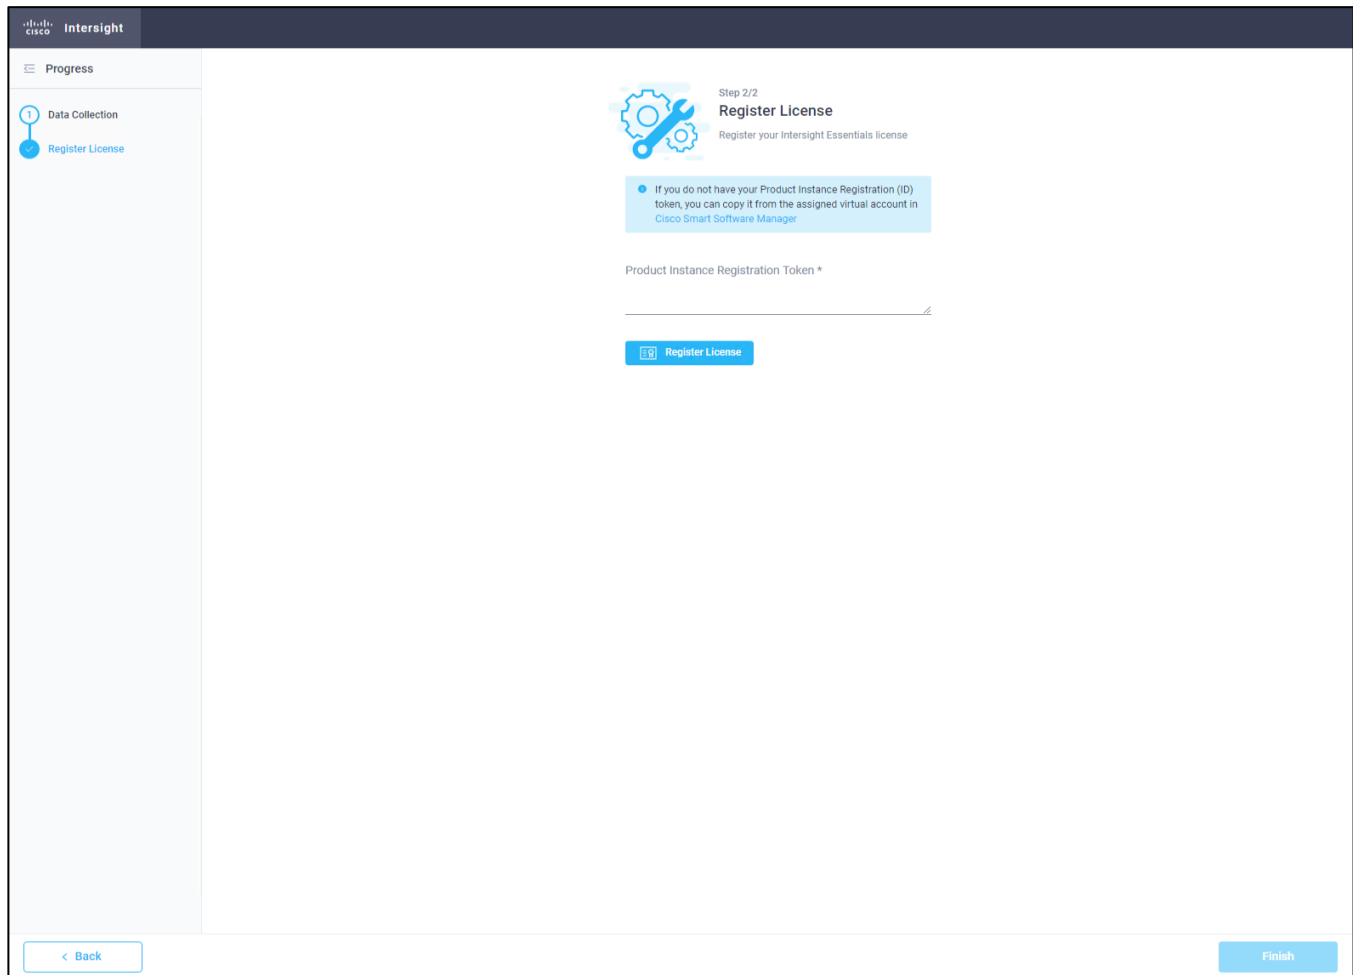 cisco Intersight
Progress
1 Data Collection
Register License
Step 2/2
Register License
Register your Intersight Essentials license
If you do not have your Product Instance Registration (ID)
token, you can copy it from the assigned virtual account in
Cisco Smart Software Manager
Product Instance Registration Token *
Register License
< Back
Finish